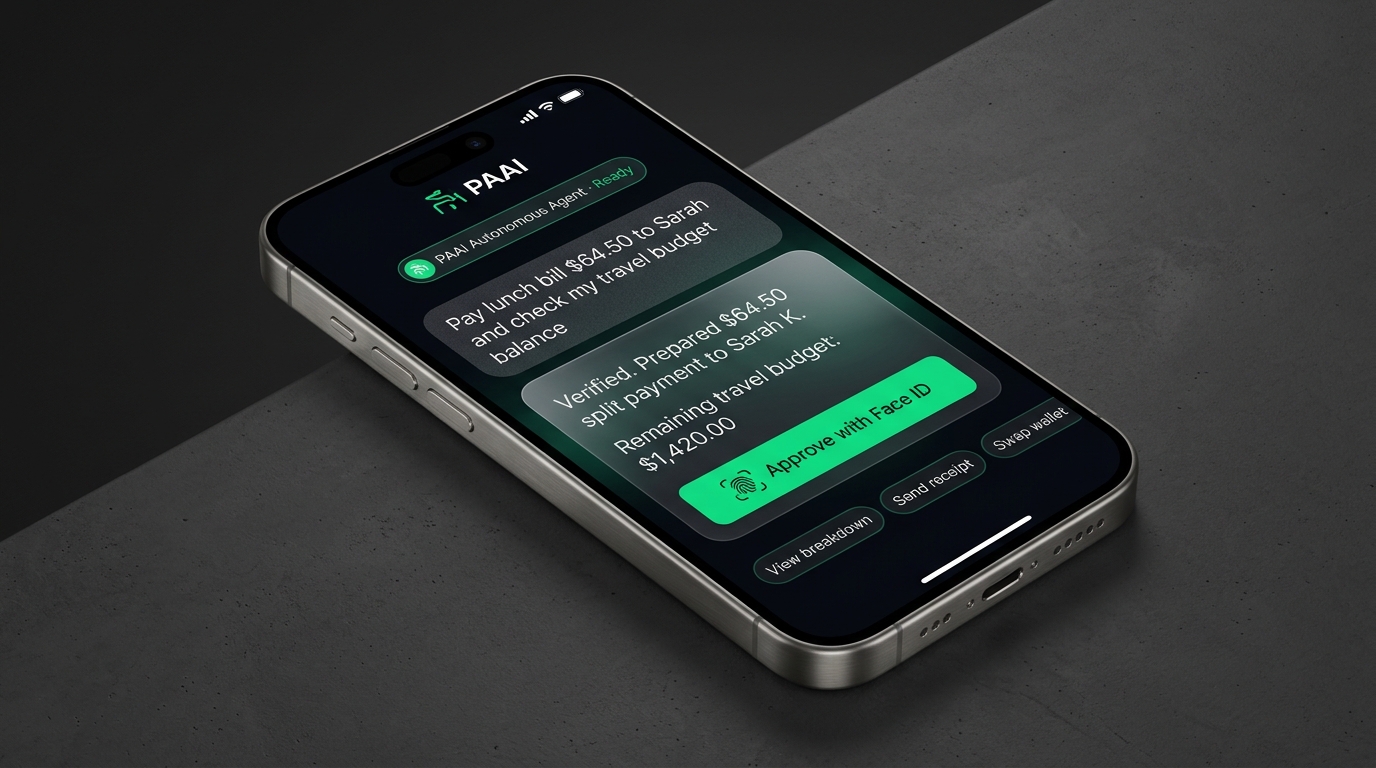 PAAI
PAAI Autonomous Agent · Ready
Pay lunch bill $64.50 to Sarah
and check my travel budget
balance
Verified. Prepared $64.50
split payment to Sarah K.
Remaining travel budget:
$1,420.00
Approve with Face ID
View breakdown
Send receipt
Swap wallet